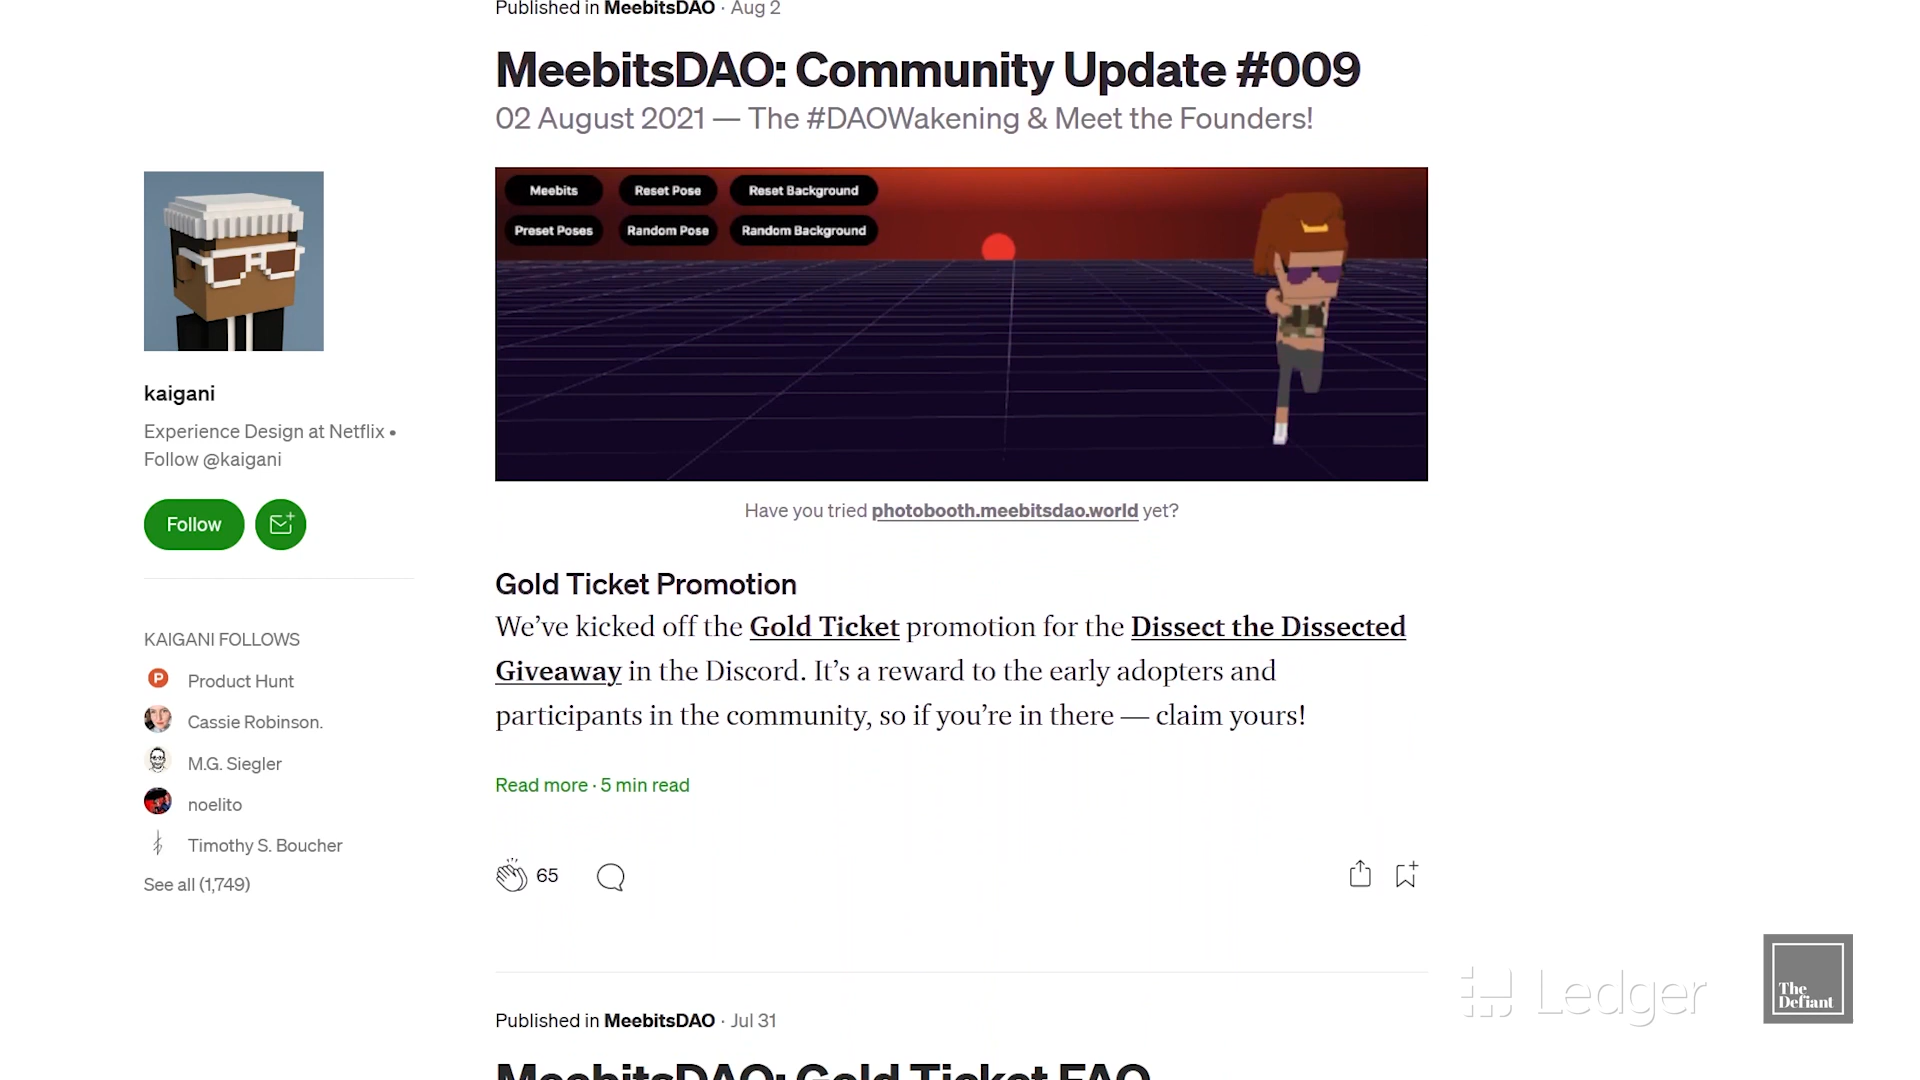 Published in MeebitsDAO · Aug 2
MeebitsDAO: Community Update #009
02 August 2021 — The #DAOWakening & Meet the Founders!
Meebits
Reset Pose
Reset Background
Preset Poses
Random Pose
Random Background
Have you tried photobooth.meebitsdao.world yet?
kaigani
Experience Design at Netflix •
Follow @kaigani
Follow
KAIGANI FOLLOWS
P
Product Hunt
Cassie Robinson.
M.G. Siegler
noelito
Timothy S. Boucher
See all (1,749)
Gold Ticket Promotion
We’ve kicked off the Gold Ticket promotion for the Dissect the Dissected
Giveaway in the Discord. It’s a reward to the early adopters and
participants in the community, so if you’re in there — claim yours!
Read more · 5 min read
65
Published in MeebitsDAO · Jul 31
MeebitsDAO: Gold Ticket FAQ
Ledger
The
Defiant